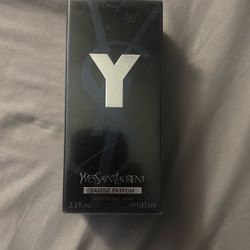 Y
YVESSAINTLAURENT
EAU DE PARFUM
3.3 fl.oz. e 100 ml